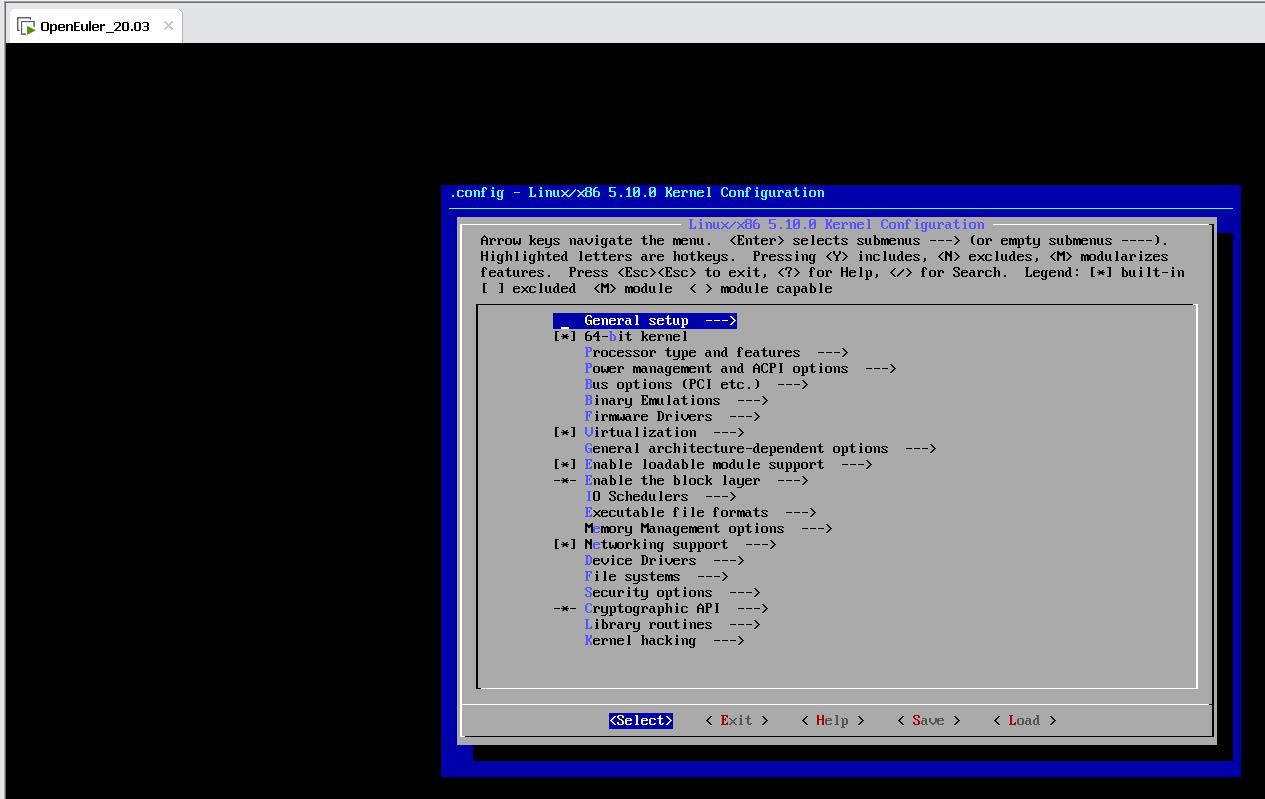 OpenEuler_20.03
.config - Linux/x86 5.10.0 Kernel Configuration
Linux/x86 5.10.0 Kernel Configuration
Arrow keys navigate the menu.  <Enter> selects submenus ---> (or empty submenus ----).
Highlighted letters are hotkeys.  Pressing <Y> includes, <N> excludes, <M> modularizes
features.  Press <Esc><Esc> to exit, <?> for Help, </> for Search.  Legend: [*] built-in
[ ] excluded  <M> module  < > module capable
General setup  --->
[*] 64-bit kernel
Processor type and features  --->
Power management and ACPI options  --->
Bus options (PCI etc.)  --->
Binary Emulations  --->
Firmware Drivers  --->
[*] Virtualization  --->
General architecture-dependent options  --->
[*] Enable loadable module support  --->
-*- Enable the block layer  --->
IO Schedulers  --->
Executable file formats  --->
Memory Management options  --->
[*] Networking support  --->
Device Drivers  --->
File systems  --->
Security options  --->
-*- Cryptographic API  --->
Library routines  --->
Kernel hacking  --->
<Select>    < Exit >    < Help >    < Save >    < Load >